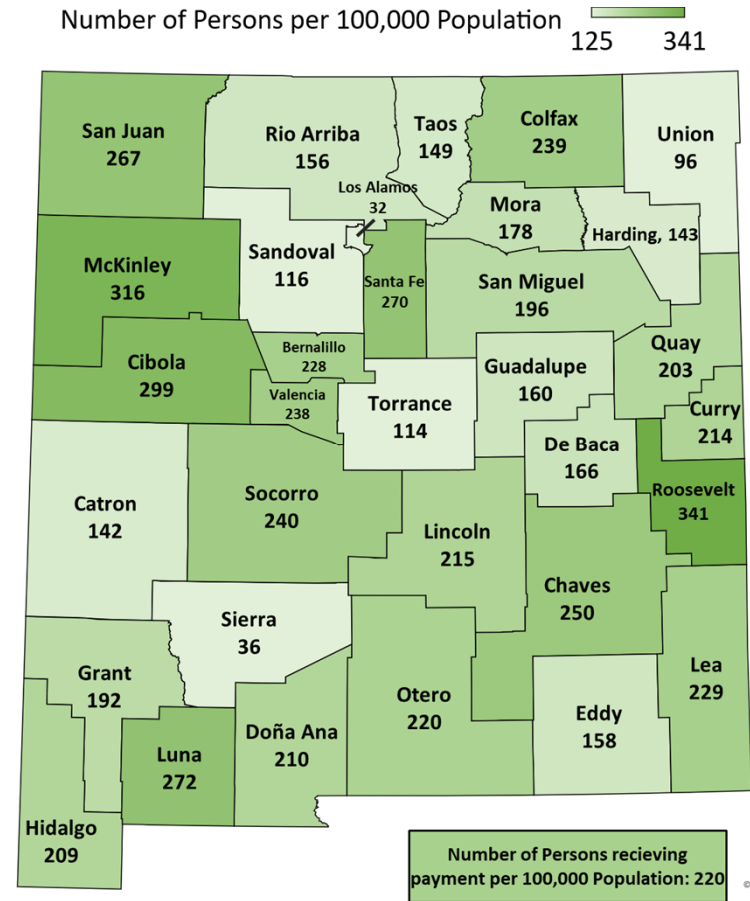 Number of Persons per 100,000 Population
125 341
San Juan
267
Rio Arriba
156
Taos
149
Colfax
239
Union
96
Los Alamos
32
Mora
178
Harding, 143
McKinley
316
Sandoval
116
Santa Fe
270
San Miguel
196
Cibola
299
Bernalillo
228
Valencia
238
Torrance
114
Guadalupe
160
Quay
203
Curry
214
De Baca
166
Roosevelt
341
Catron
142
Socorro
240
Lincoln
215
Chaves
250
Sierra
36
Grant
192
Luna
272
Doña Ana
210
Otero
220
Eddy
158
Lea
229
Hidalgo
209
Number of Persons recieving
payment per 100,000 Population: 220
©